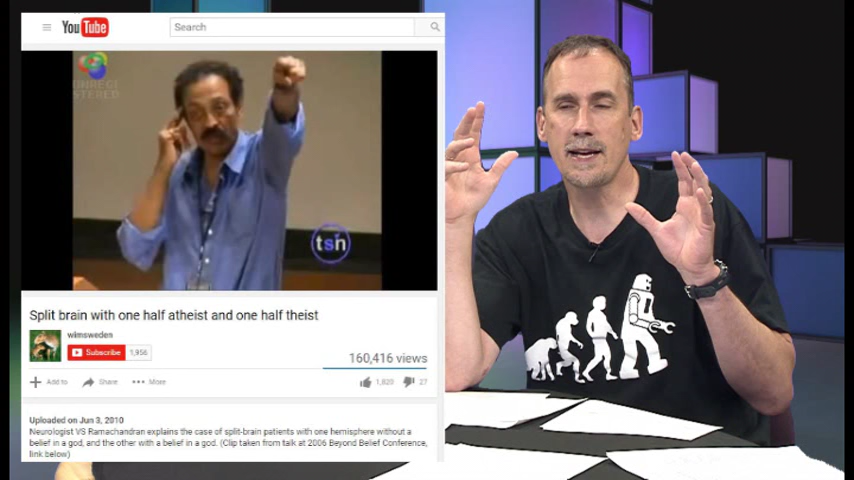 YouTube
Search
UNREGI
STERED
tsn
Split brain with one half atheist and one half theist
wimsweden
Subscribe 1,956
160,416 views
Add to Share More 1,820 27
Uploaded on Jun 3, 2010
Neurologist VS Ramachandran explains the case of split-brain patients with one hemisphere without a
belief in a god, and the other with a belief in a god. (Clip taken from talk at 2006 Beyond Belief Conference,
link below)